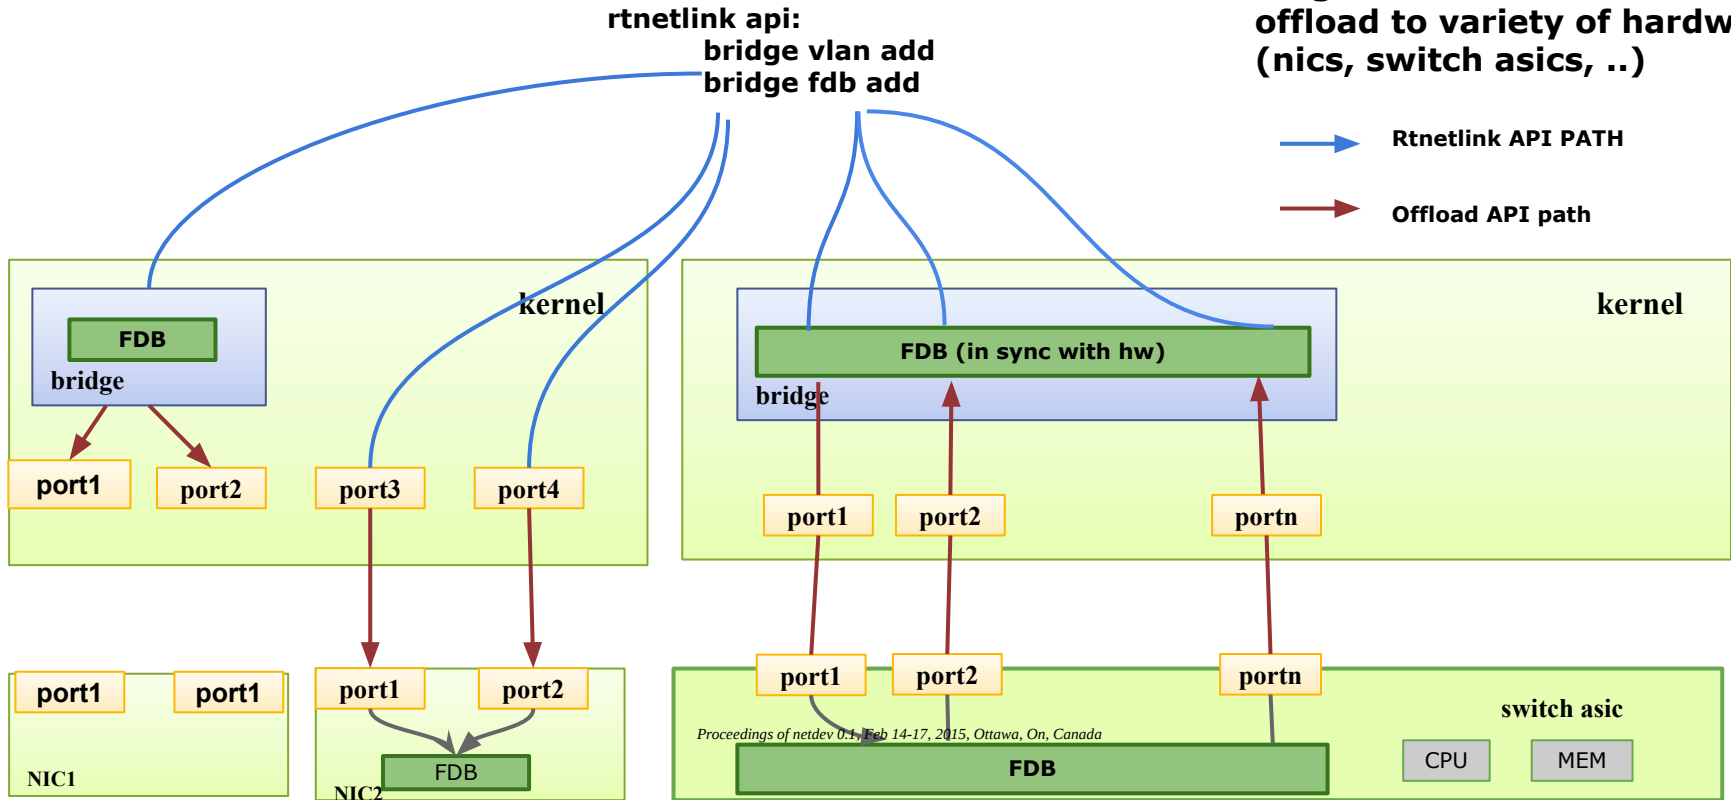 rtnetlink api:
bridge vlan add
bridge fdb add
offload to variety of hardw
(nics, switch asics, ..)
Rtnetlink API PATH
Offload API path
kernel
FDB
bridge
port1
port2
port3
port4
kernel
FDB (in sync with hw)
bridge
port1
port2
portn
port1
port1
NIC1
port1
port2
FDB
NIC2
port1
port2
portn
switch asic
Proceedings of netdev 0.1, Feb 14-17, 2015, Ottawa, On, Canada
FDB
CPU
MEM